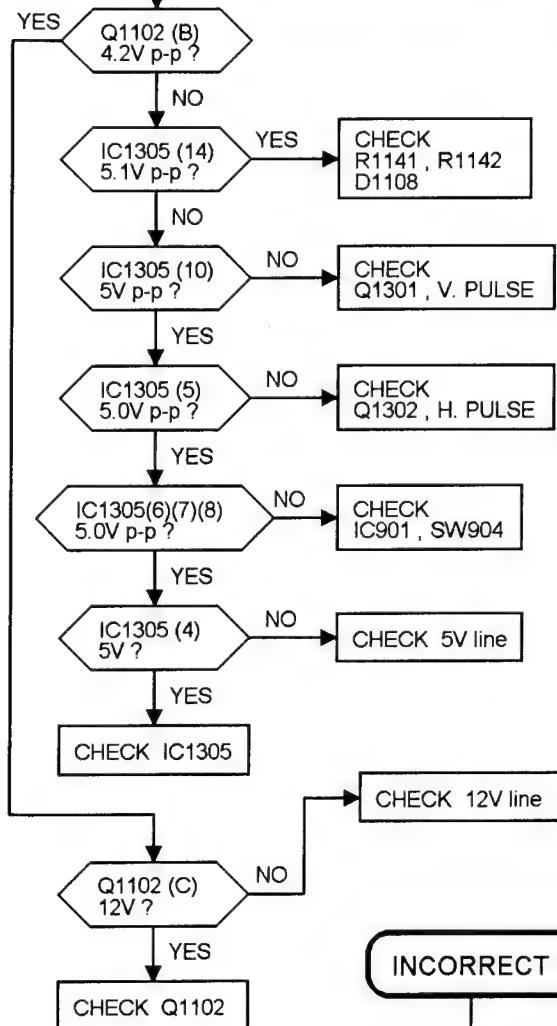 YES
Q1102 (B)
4.2V p-p ?
NO
IC1305 (14)
5.1V p-p ?
YES
CHECK
R1141 , R1142
D1108
NO
IC1305 (10)
5V p-p ?
NO
CHECK
Q1301 , V. PULSE
YES
IC1305 (5)
5.0V p-p ?
NO
CHECK
Q1302 , H. PULSE
YES
IC1305(6)(7)(8)
5.0V p-p ?
NO
CHECK
IC901 , SW904
YES
IC1305 (4)
5V ?
NO
CHECK 5V line
YES
CHECK IC1305
CHECK 12V line
Q1102 (C)
12V ?
NO
YES
CHECK Q1102
INCORRECT